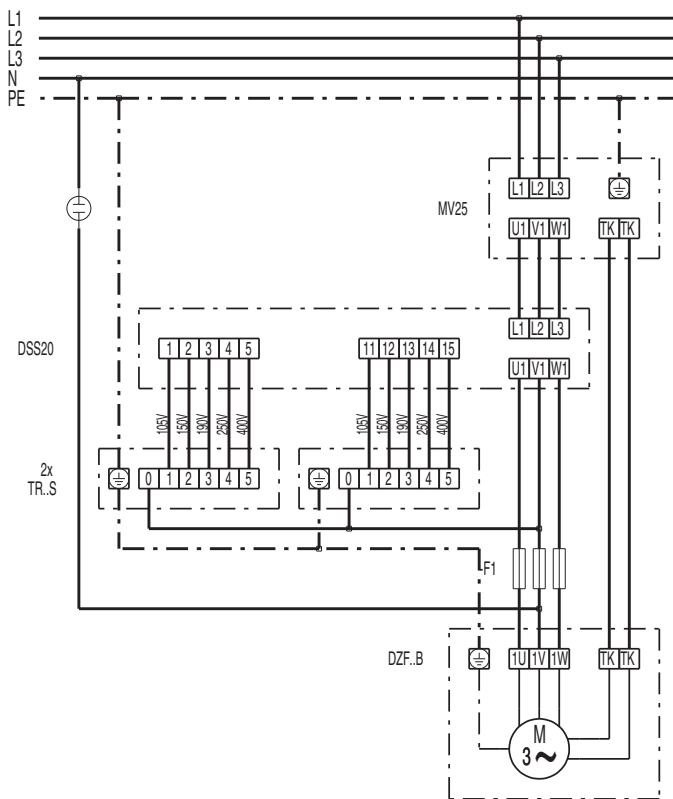 L1
L2
L3
N
PE
L1 L2 L3
MV25
U1 V1 W1 TK TK
L1 L2 L3
DSS20
1 2 3 4 5 11 12 13 14 15
U1 V1 W1
105V 150V 190V 250V 400V 105V 150V 190V 250V 400V
2x
TR..S
0 1 2 3 4 5 0 1 2 3 4 5
F1
DZF..B
1U 1V 1W TK TK
M
3 ~